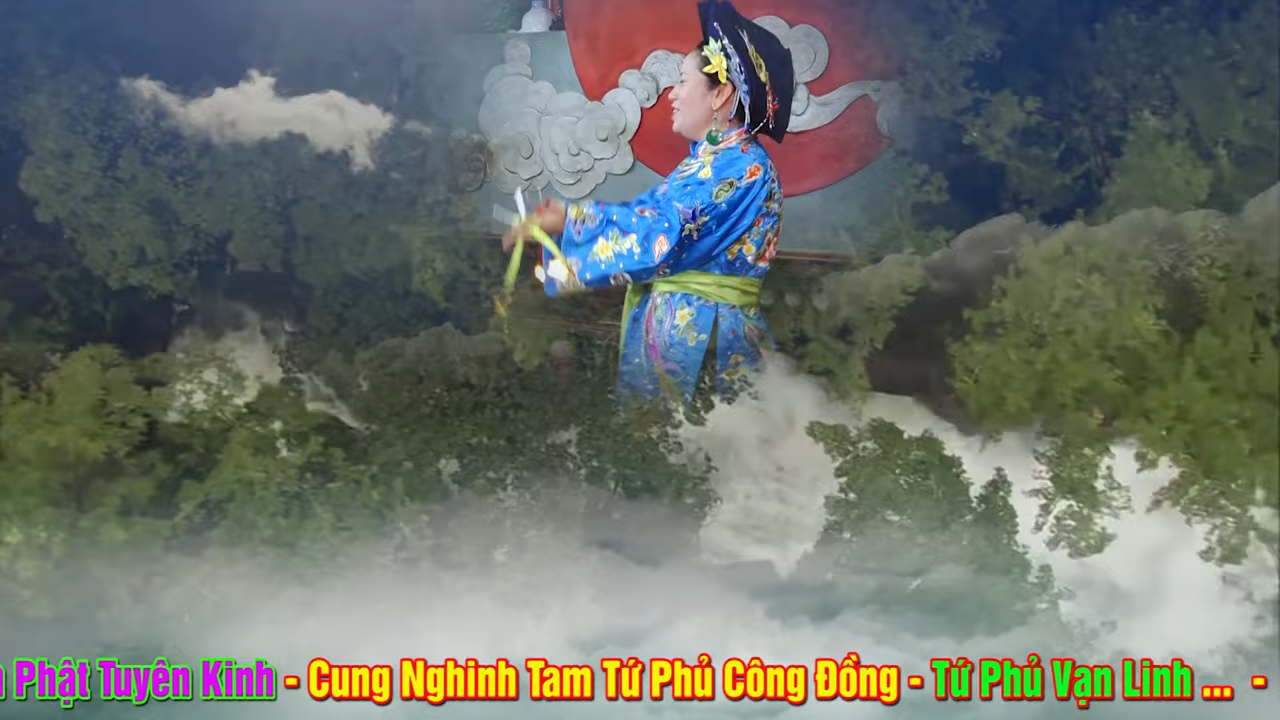 Phật Tuyên Kinh - Cung Nghinh Tam Tứ Phủ Công Đồng - Tứ Phủ Vạn Linh ... -